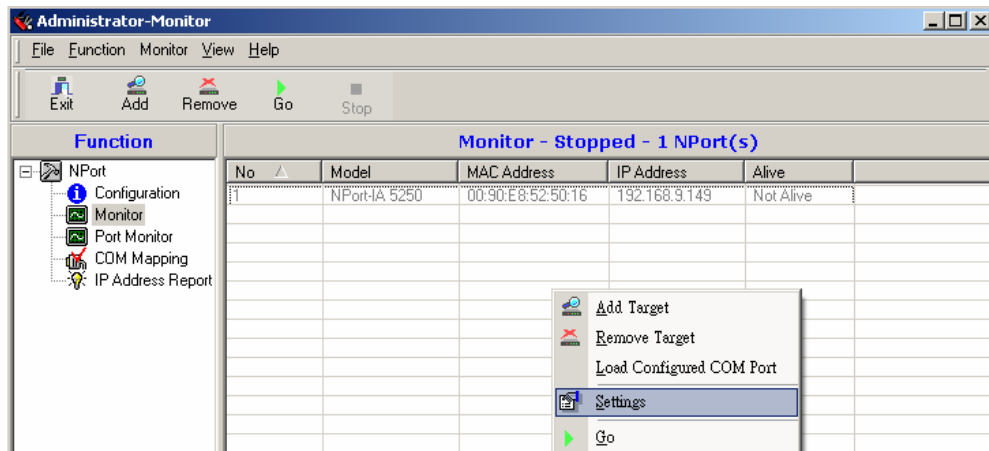 Administrator-Monitor
File Function Monitor View Help
Exit Add Remove Go Stop
Function
Monitor - Stopped - 1 NPort(s)
NPort
Configuration
Monitor
Port Monitor
COM Mapping
IP Address Report
No Model MAC Address IP Address Alive
1 NPort-IA 5250 00:90:E8:52:50:16 192.168.9.149 Not Alive
Add Target
Remove Target
Load Configured COM Port
Settings
Go